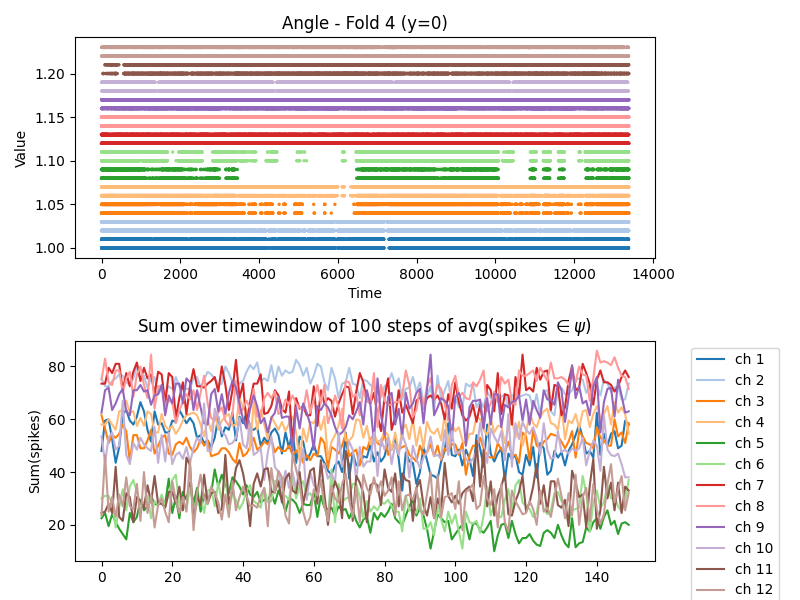 Angle - Fold 4 (y=0)
Value
1.20
1.15
1.10
1.05
1.00
0 2000 4000 6000 8000 10000 12000 14000
Time
Sum over timewindow of 100 steps of avg(spikes ∈ ψ)
Sum(spikes)
80
60
40
20
0 20 40 60 80 100 120 140
ch 1
ch 2
ch 3
ch 4
ch 5
ch 6
ch 7
ch 8
ch 9
ch 10
ch 11
ch 12